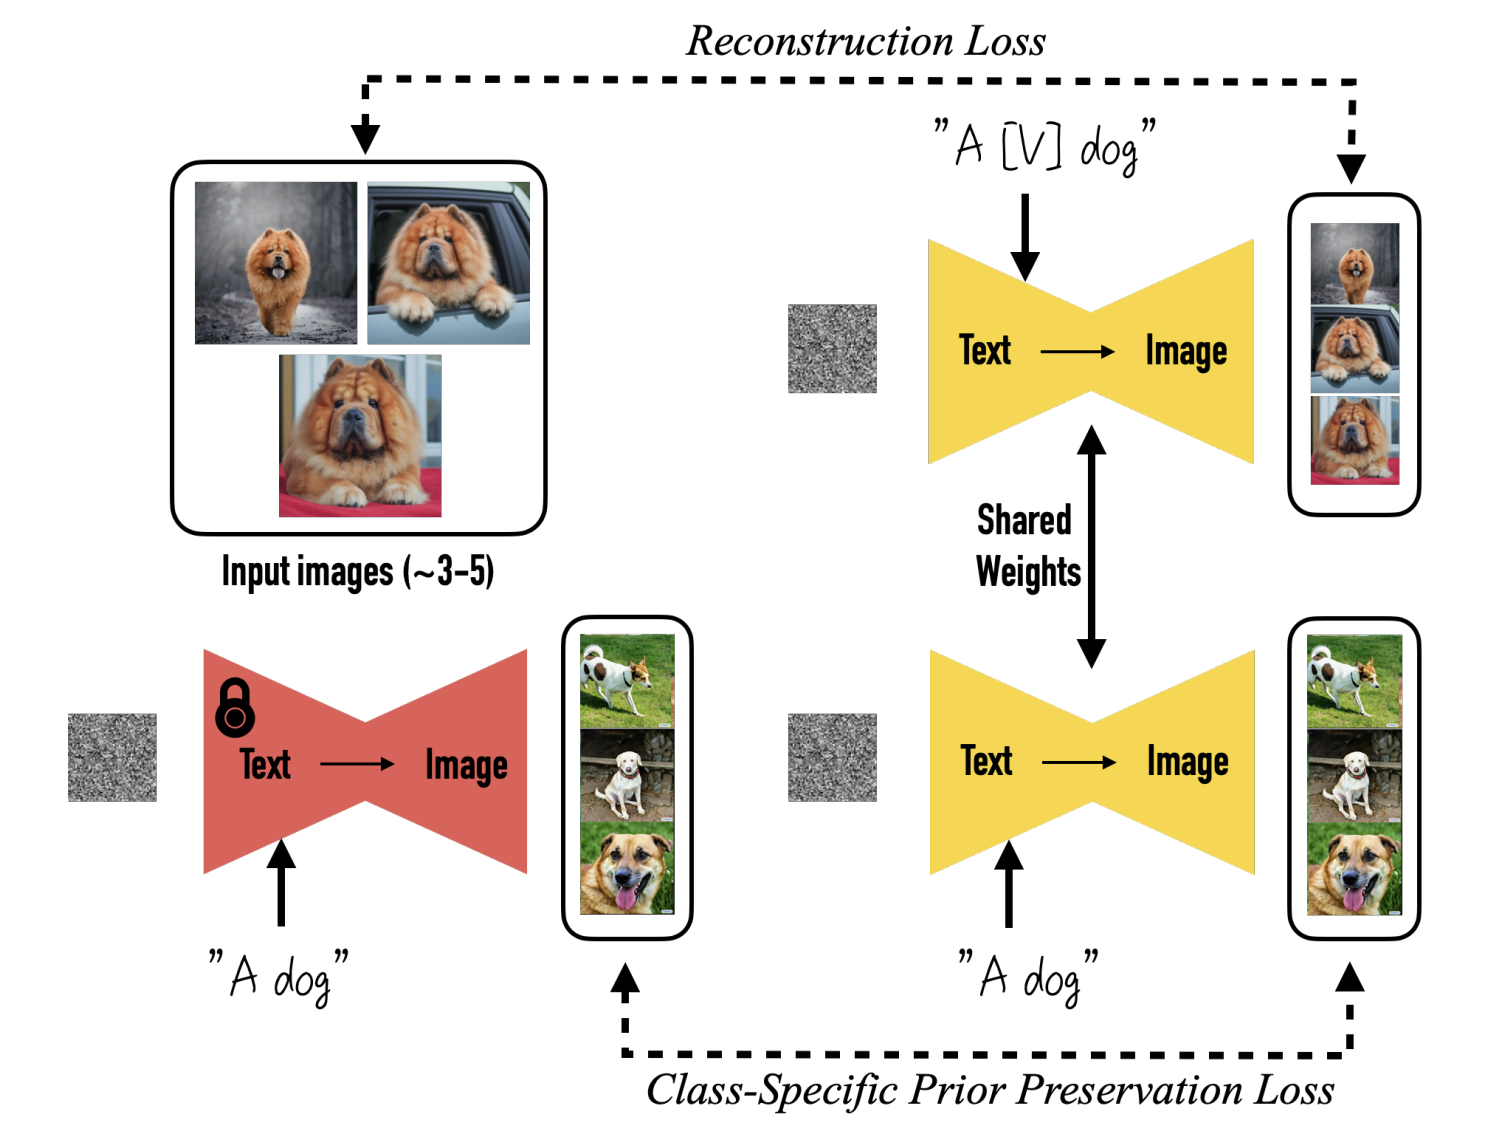 Reconstruction Loss
"A [V] dog"
Text
Image
Shared
Weights
Input images (~3-5)
Text
Image
Text
Image
"A dog"
"A dog"
Class-Specific Prior Preservation Loss